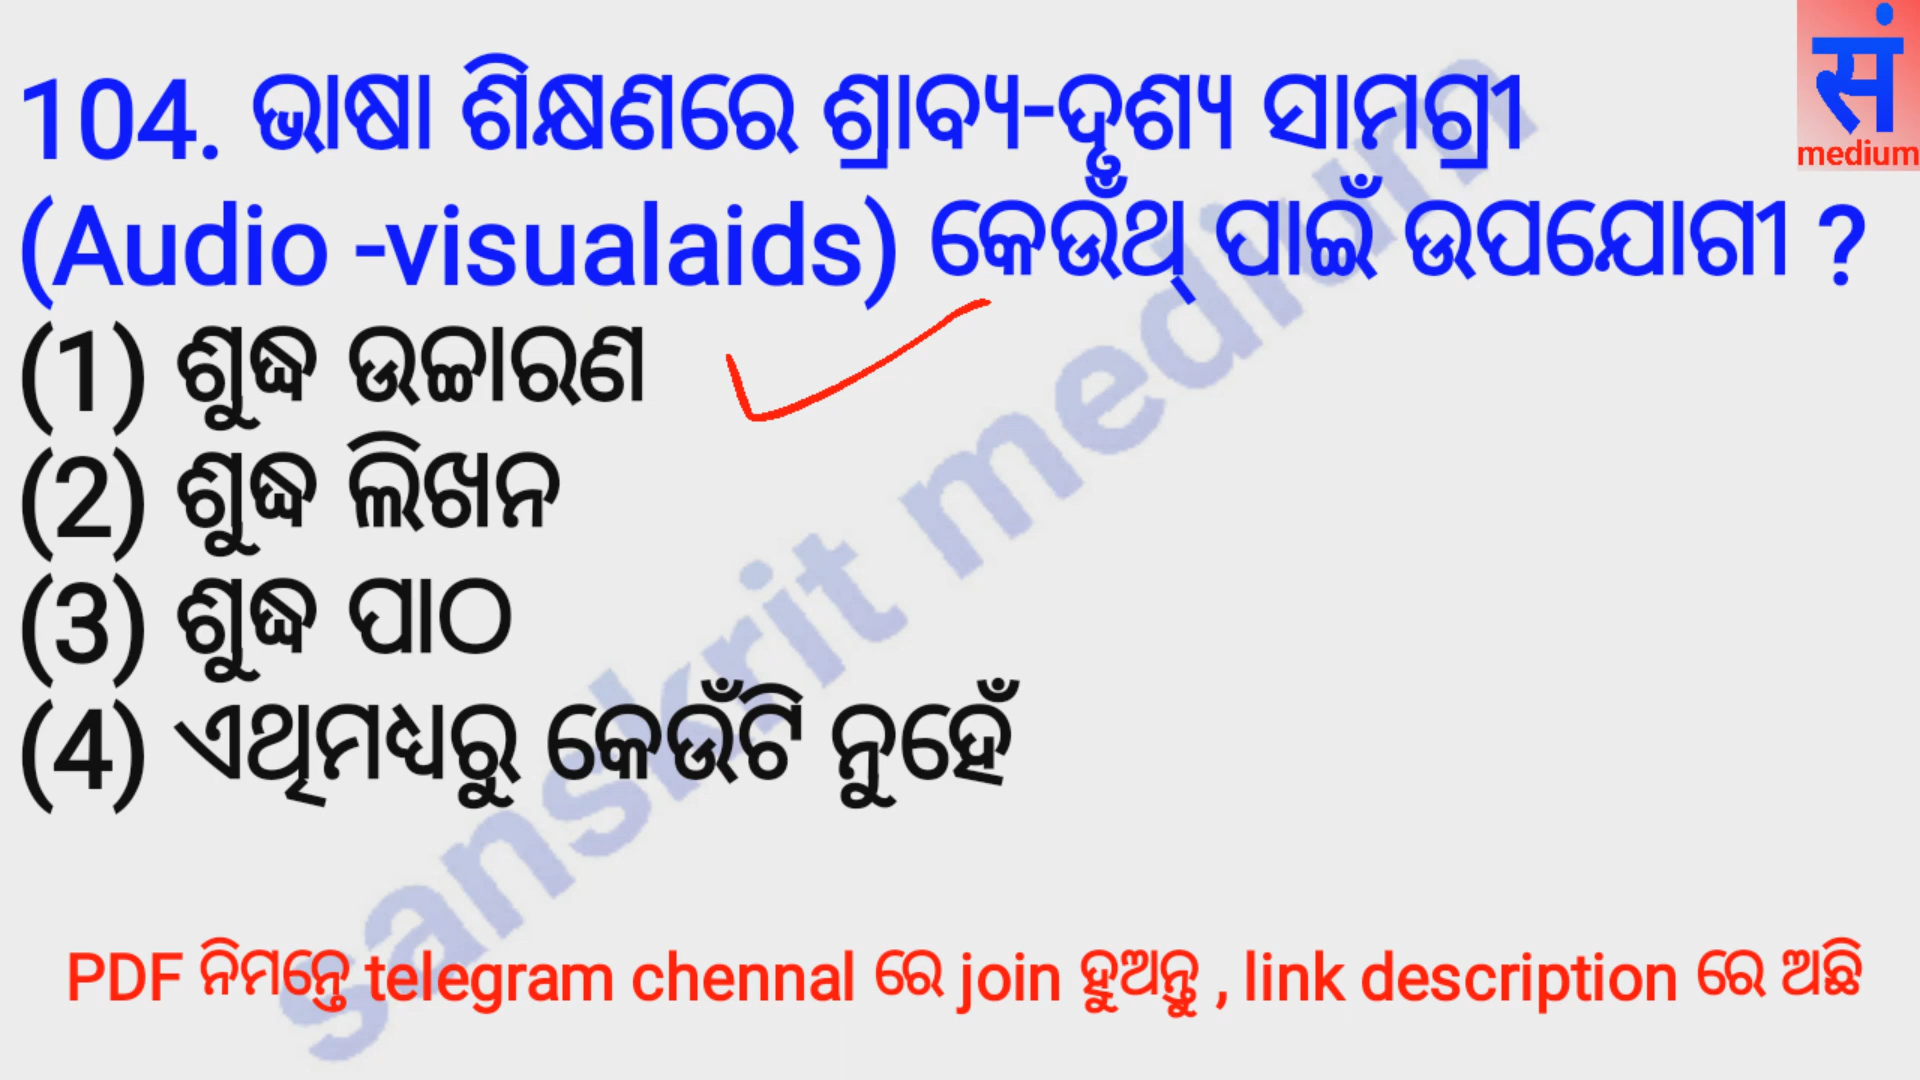 सं
medium
104. ଭାଷା ଶିକ୍ଷଣରେ ଶ୍ରାବ୍ୟ-ଦୃଶ୍ୟ ସାମଗ୍ରୀ
(Audio -visualaids) କେଉଁଥି ପାଇଁ ଉପଯୋଗୀ ?
(1) ଶୁଦ୍ଧ ଉଚ୍ଚାରଣ
(2) ଶୁଦ୍ଧ ଲିଖନ
(3) ଶୁଦ୍ଧ ପାଠ
(4) ଏଥିମଧ୍ୟରୁ କେଉଁଟି ନୁହେଁ
sanskrit medium
PDF ନିମନ୍ତେ telegram chennal ରେ join ହୁଅନ୍ତୁ , link description ରେ ଅଛି